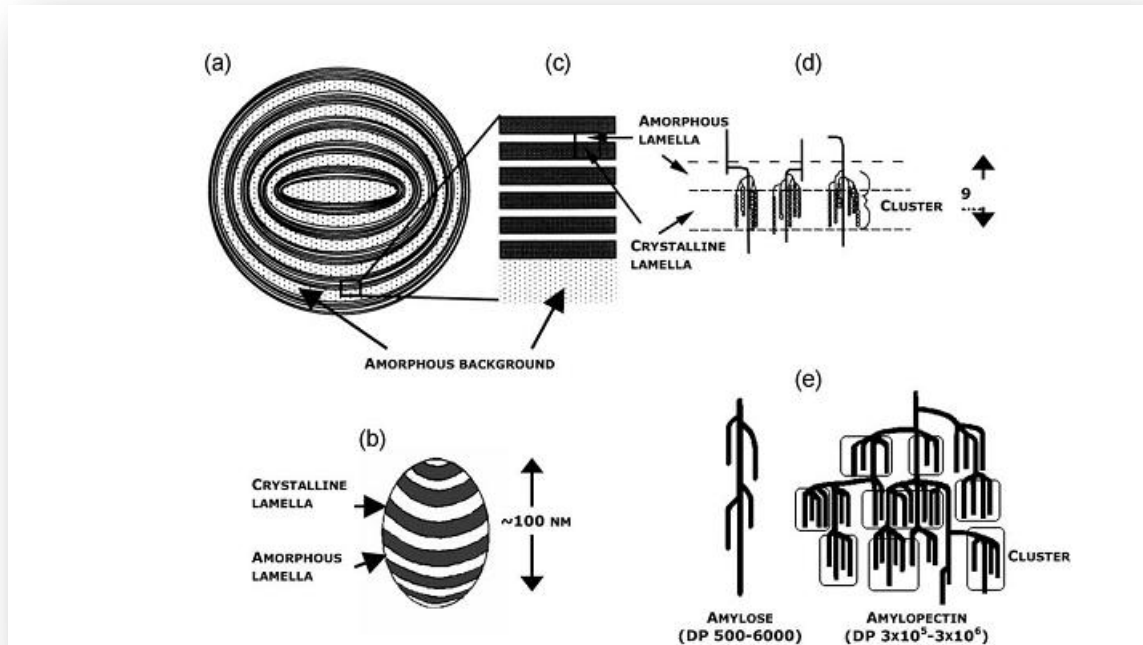 (a)
(c)
(d)
AMORPHOUS
LAMELLA
CLUSTER
9
CRYSTALLINE
LAMELLA
AMORPHOUS BACKGROUND
(e)
(b)
CRYSTALLINE
LAMELLA
~100 NM
AMORPHOUS
LAMELLA
CLUSTER
AMYLOSE
(DP 500-6000)
AMYLOPECTIN
(DP 3x10⁵-3x10⁶)